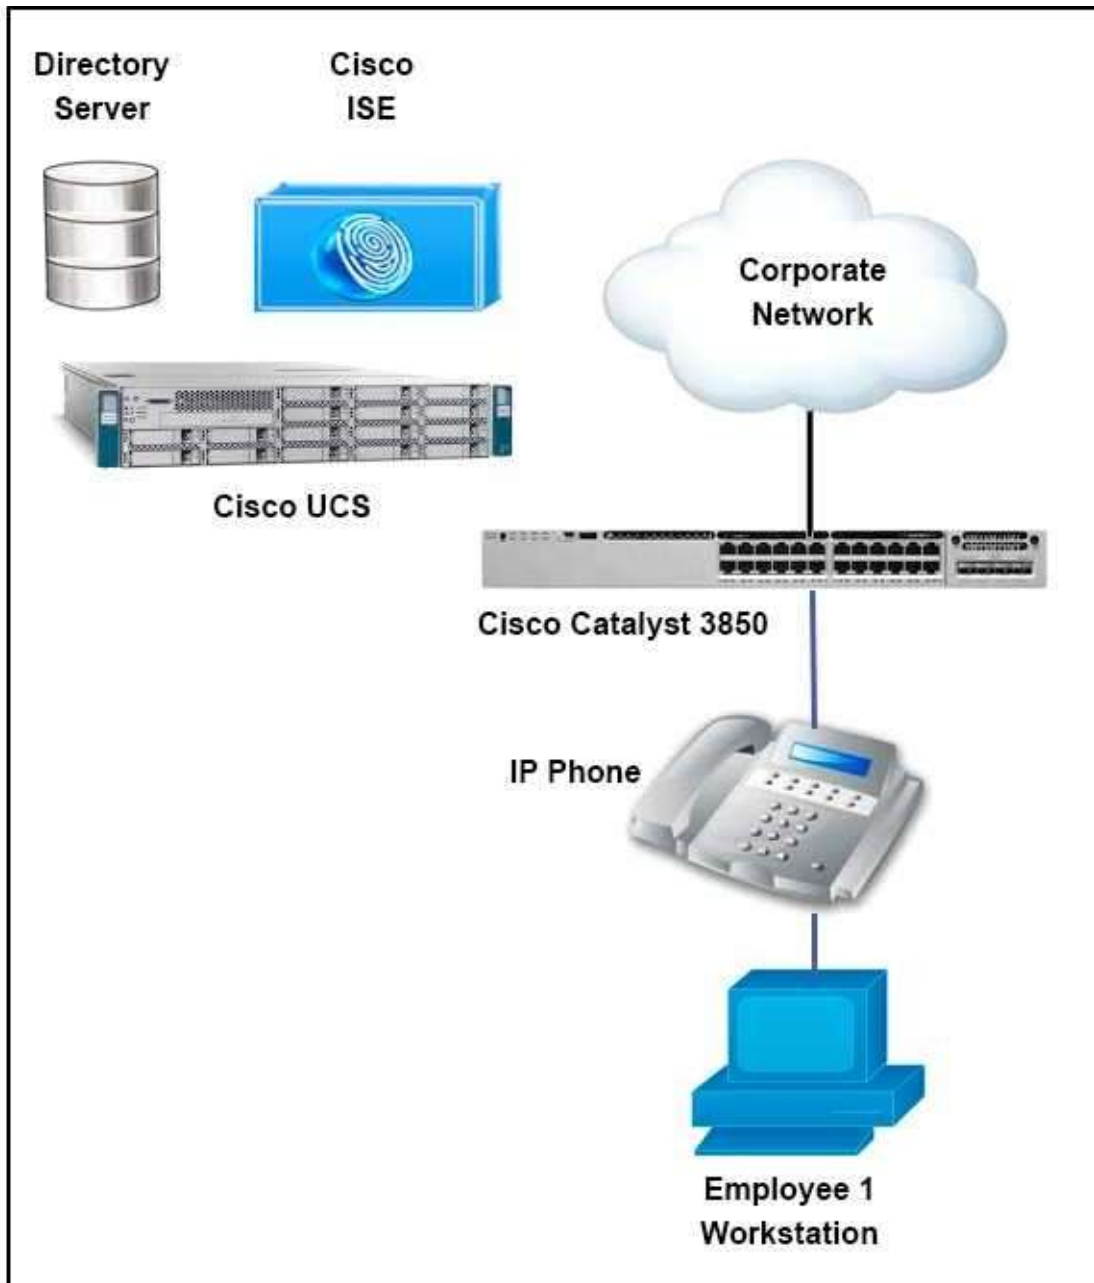 Directory
Server
Cisco
ISE
Corporate
Network
Cisco UCS
Cisco Catalyst 3850
IP Phone
Employee 1
Workstation